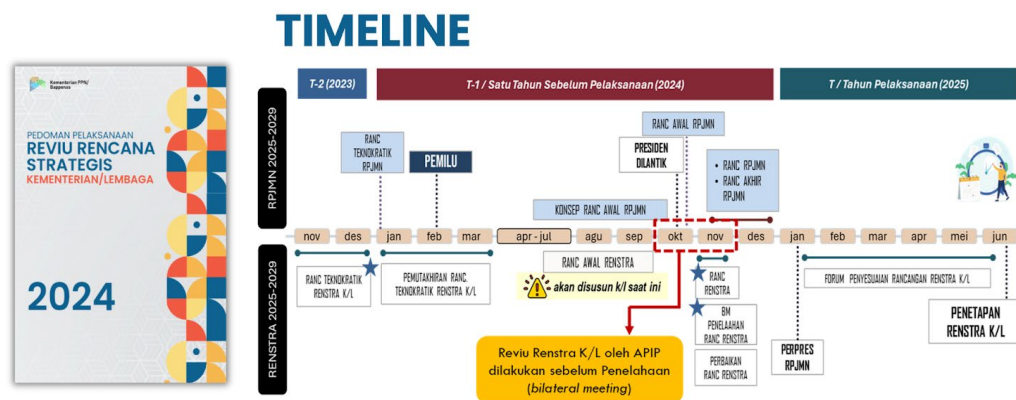 TIMELINE
Kementerian PPN/
Bappenas
PEDOMAN PELAKSANAAN
REVIU RENCANA
STRATEGIS
KEMENTERIAN/LEMBAGA
2024
T-2 (2023)
T-1 / Satu Tahun Sebelum Pelaksanaan (2024)
T / Tahun Pelaksanaan (2025)
RPJMN 2025-2029
RANC
TEKNOKRATIK
RPJMN
PEMILU
KONSEP RANC AWAL RPJMN
RANC AWAL RPJMN
PRESIDEN
DILANTIK
• RANC RPJMN
• RANC AKHIR
RPJMN
nov
des
jan
feb
mar
apr - jul
agu
sep
okt
nov
des
jan
feb
mar
apr
mei
jun
RENSTRA 2025-2029
RANC TEKNOKRATIK
RENSTRA K/L
PEMUTAKHIRAN RANC.
TEKNOKRATIK RENSTRA K/L
RANC AWAL RENSTRA
akan disusun k/l saat ini
RANC
RENSTRA
BM
PENELAAHAN
RANC RENSTRA
PERBAIKAN
RANC RENSTRA
Reviu Renstra K/L oleh APIP
dilakukan sebelum Penelahaan
(bilateral meeting)
PERPRES
RPJMN
FORUM PENYESUAIAN RANCANGAN RENSTRA K/L
PENETAPAN
RENSTRA K/L